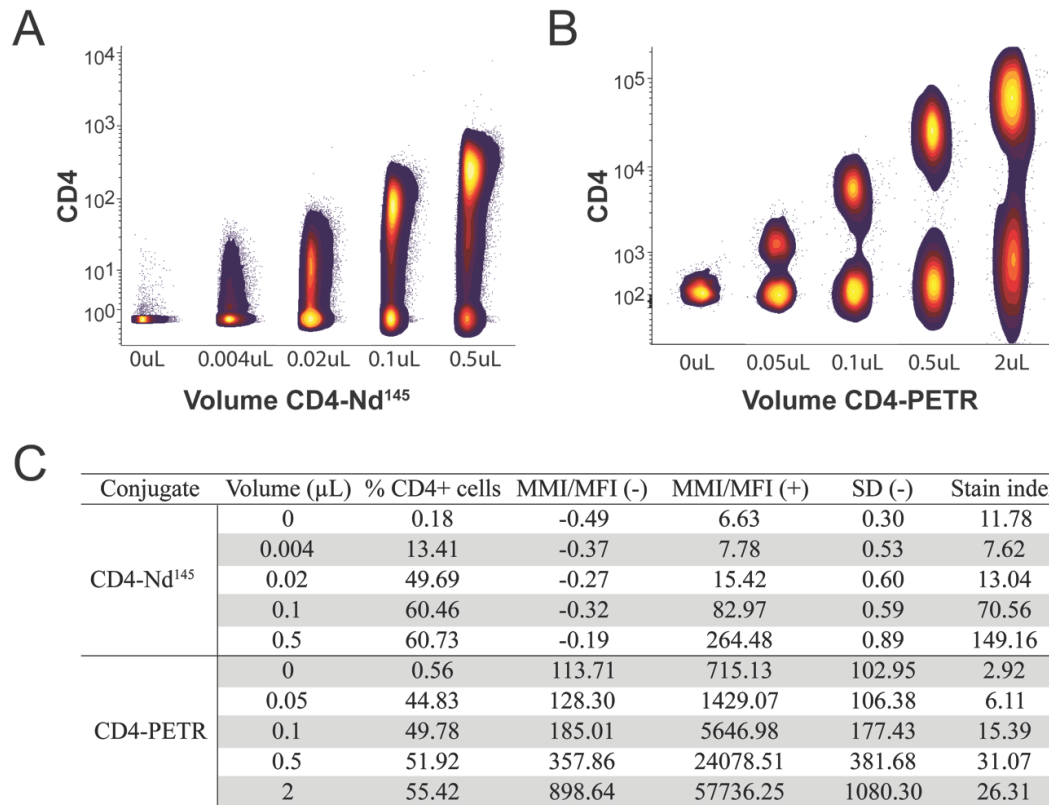 A
B
CD4
10⁴
10³
10²
10¹
10⁰
0uL 0.004uL 0.02uL 0.1uL 0.5uL
Volume CD4-Nd¹⁴⁵
CD4
10⁵
10⁴
10³
10²
0uL 0.05uL 0.1uL 0.5uL 2uL
Volume CD4-PETR
C
Conjugate Volume (µL) % CD4+ cells MMI/MFI (-) MMI/MFI (+) SD (-) Stain inde
0 0.18 -0.49 6.63 0.30 11.78
0.004 13.41 -0.37 7.78 0.53 7.62
CD4-Nd¹⁴⁵ 0.02 49.69 -0.27 15.42 0.60 13.04
0.1 60.46 -0.32 82.97 0.59 70.56
0.5 60.73 -0.19 264.48 0.89 149.16
0 0.56 113.71 715.13 102.95 2.92
0.05 44.83 128.30 1429.07 106.38 6.11
CD4-PETR 0.1 49.78 185.01 5646.98 177.43 15.39
0.5 51.92 357.86 24078.51 381.68 31.07
2 55.42 898.64 57736.25 1080.30 26.31